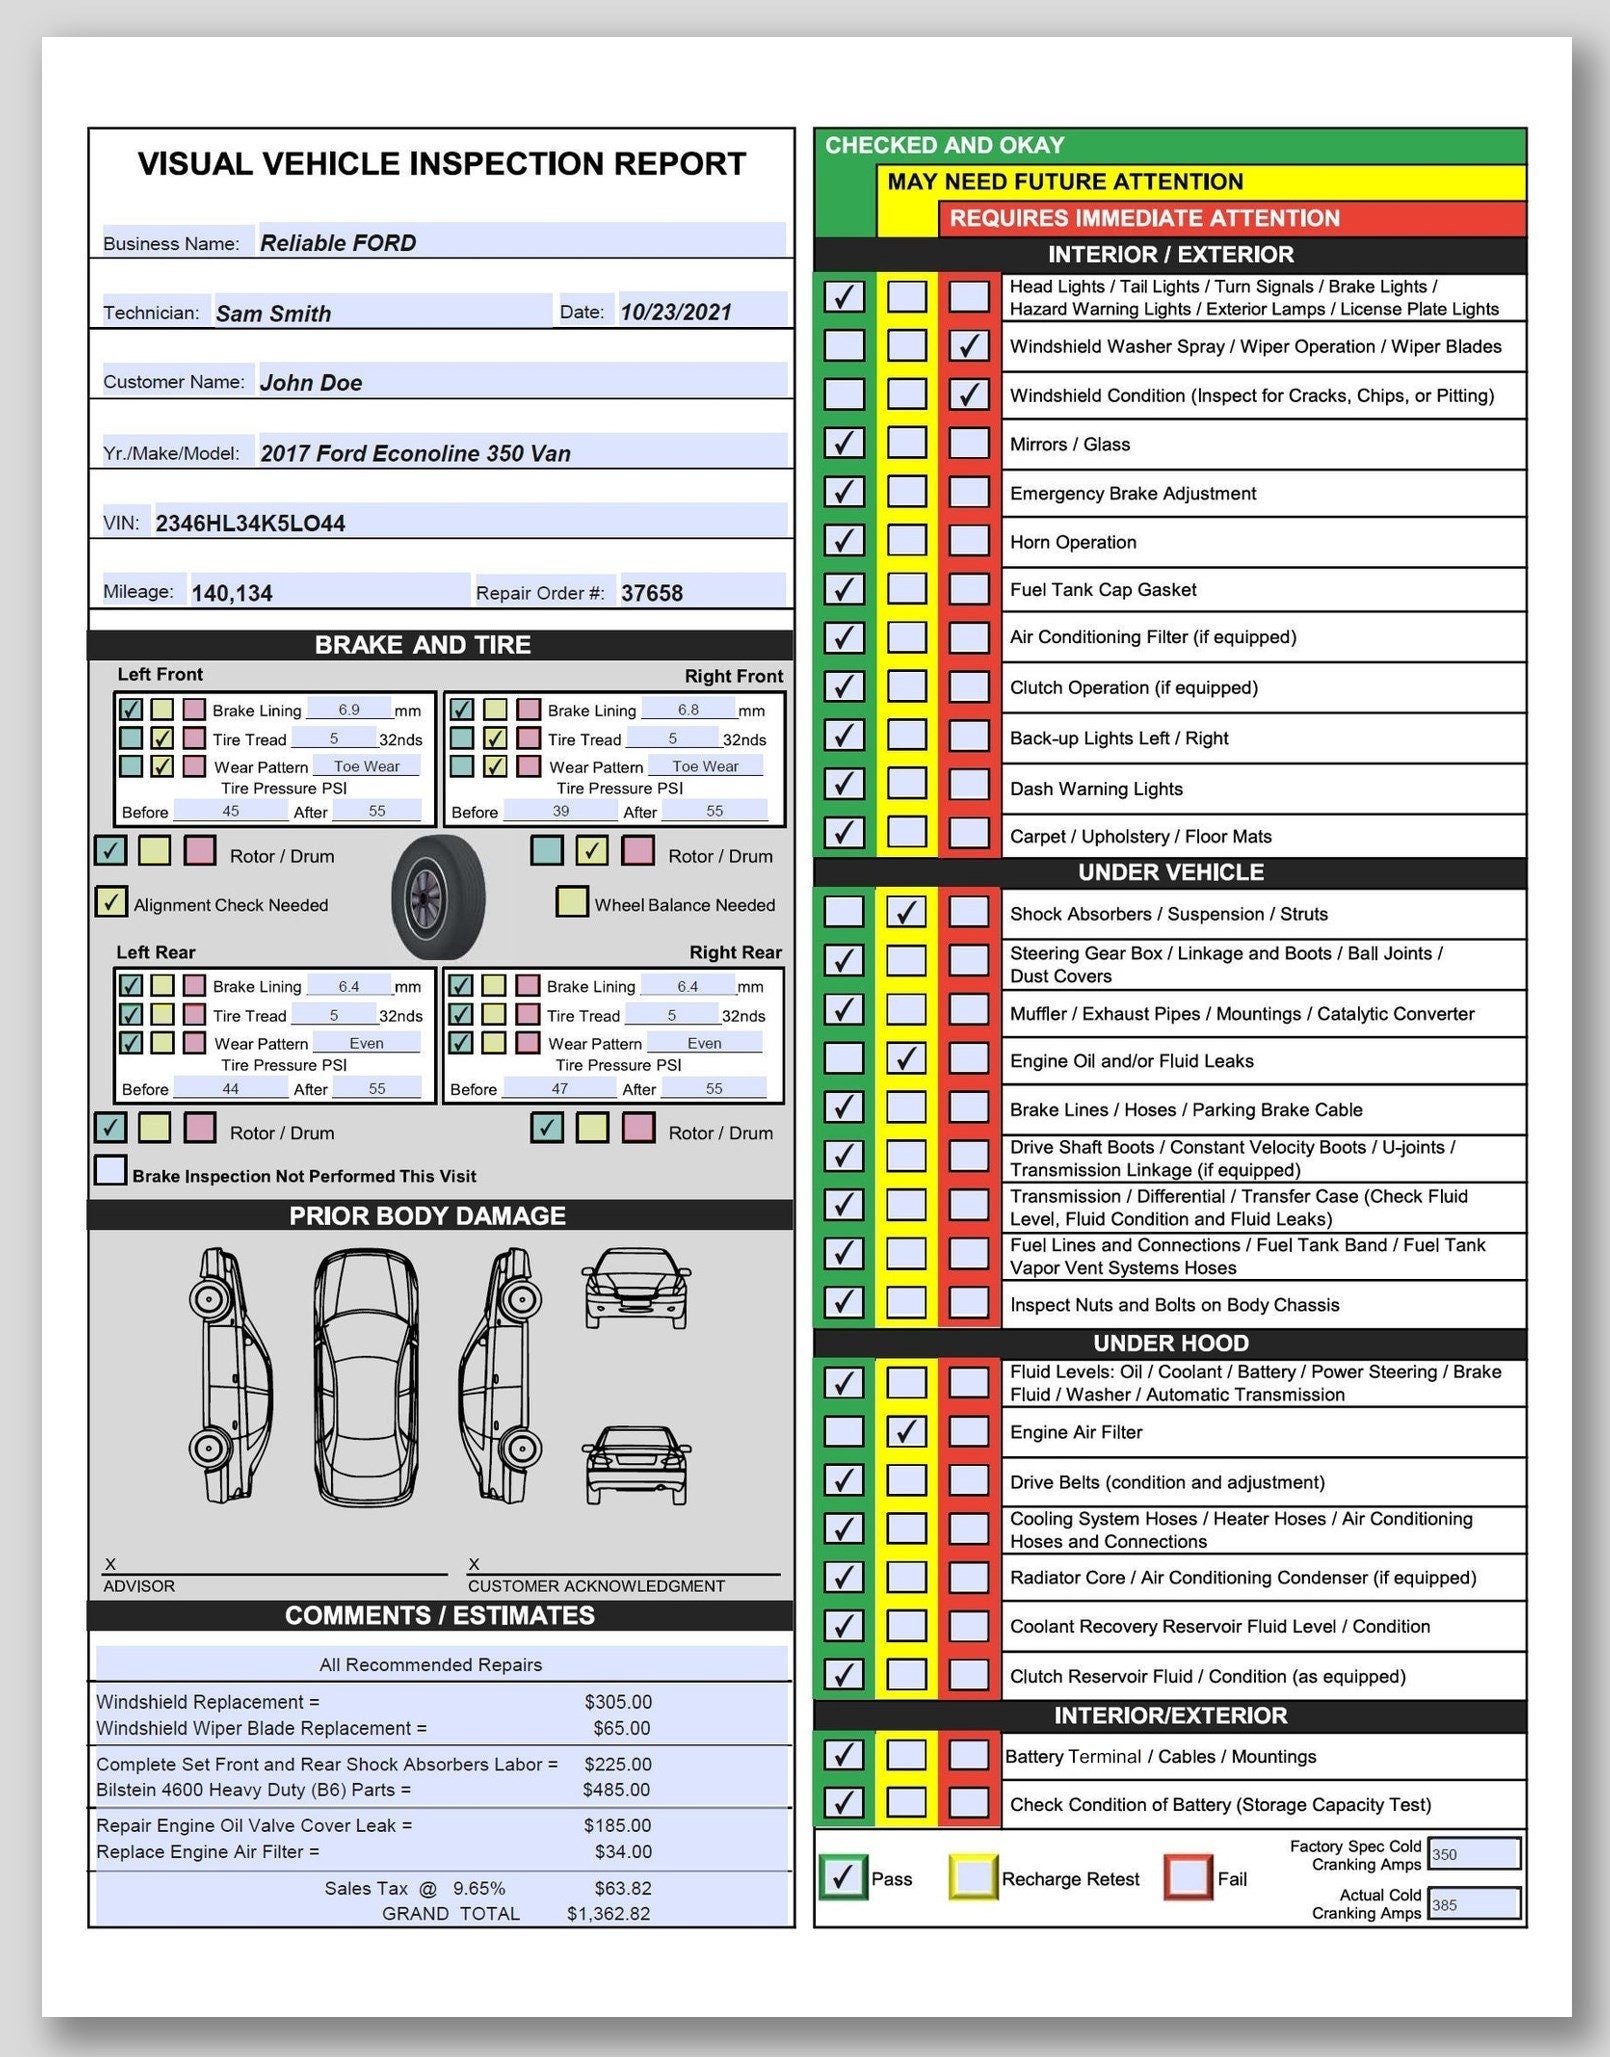 VISUAL VEHICLE INSPECTION REPORT
Business Name: Reliable FORD
Technician: Sam Smith Date: 10/23/2021
Customer Name: John Doe
Yr./Make/Model: 2017 Ford Econoline 350 Van
VIN: 2346HL34K5LO44
Mileage: 140,134 Repair Order #: 37658
BRAKE AND TIRE
Left Front
Brake Lining 6.9 mm
Tire Tread 5 32nds
Wear Pattern Toe Wear
Tire Pressure PSI
Before 45 After 55
Rotor / Drum
Alignment Check Needed
Right Front
Brake Lining 6.8 mm
Tire Tread 5 32nds
Wear Pattern Toe Wear
Tire Pressure PSI
Before 39 After 55
Rotor / Drum
Wheel Balance Needed
Left Rear
Brake Lining 6.4 mm
Tire Tread 5 32nds
Wear Pattern Even
Tire Pressure PSI
Before 44 After 55
Rotor / Drum
Right Rear
Brake Lining 6.4 mm
Tire Tread 5 32nds
Wear Pattern Even
Tire Pressure PSI
Before 47 After 55
Rotor / Drum
Brake Inspection Not Performed This Visit
PRIOR BODY DAMAGE
X
ADVISOR
X
CUSTOMER ACKNOWLEDGMENT
COMMENTS / ESTIMATES
All Recommended Repairs
Windshield Replacement = $305.00
Windshield Wiper Blade Replacement = $65.00
Complete Set Front and Rear Shock Absorbers Labor = $225.00
Bilstein 4600 Heavy Duty (B6) Parts = $485.00
Repair Engine Oil Valve Cover Leak = $185.00
Replace Engine Air Filter = $34.00
Sales Tax @ 9.65% $63.82
GRAND TOTAL $1,362.82
CHECKED AND OKAY
MAY NEED FUTURE ATTENTION
REQUIRES IMMEDIATE ATTENTION
INTERIOR / EXTERIOR
Head Lights / Tail Lights / Turn Signals / Brake Lights /
Hazard Warning Lights / Exterior Lamps / License Plate Lights
Windshield Washer Spray / Wiper Operation / Wiper Blades
Windshield Condition (Inspect for Cracks, Chips, or Pitting)
Mirrors / Glass
Emergency Brake Adjustment
Horn Operation
Fuel Tank Cap Gasket
Air Conditioning Filter (if equipped)
Clutch Operation (if equipped)
Back-up Lights Left / Right
Dash Warning Lights
Carpet / Upholstery / Floor Mats
UNDER VEHICLE
Shock Absorbers / Suspension / Struts
Steering Gear Box / Linkage and Boots / Ball Joints /
Dust Covers
Muffler / Exhaust Pipes / Mountings / Catalytic Converter
Engine Oil and/or Fluid Leaks
Brake Lines / Hoses / Parking Brake Cable
Drive Shaft Boots / Constant Velocity Boots / U-joints /
Transmission Linkage (if equipped)
Transmission / Differential / Transfer Case (Check Fluid
Level, Fluid Condition and Fluid Leaks)
Fuel Lines and Connections / Fuel Tank Band / Fuel Tank
Vapor Vent Systems Hoses
Inspect Nuts and Bolts on Body Chassis
UNDER HOOD
Fluid Levels: Oil / Coolant / Battery / Power Steering / Brake
Fluid / Washer / Automatic Transmission
Engine Air Filter
Drive Belts (condition and adjustment)
Cooling System Hoses / Heater Hoses / Air Conditioning
Hoses and Connections
Radiator Core / Air Conditioning Condenser (if equipped)
Coolant Recovery Reservoir Fluid Level / Condition
Clutch Reservoir Fluid / Condition (as equipped)
INTERIOR/EXTERIOR
Battery Terminal / Cables / Mountings
Check Condition of Battery (Storage Capacity Test)
Pass Recharge Retest Fail
Factory Spec Cold
Cranking Amps 350
Actual Cold
Cranking Amps 385